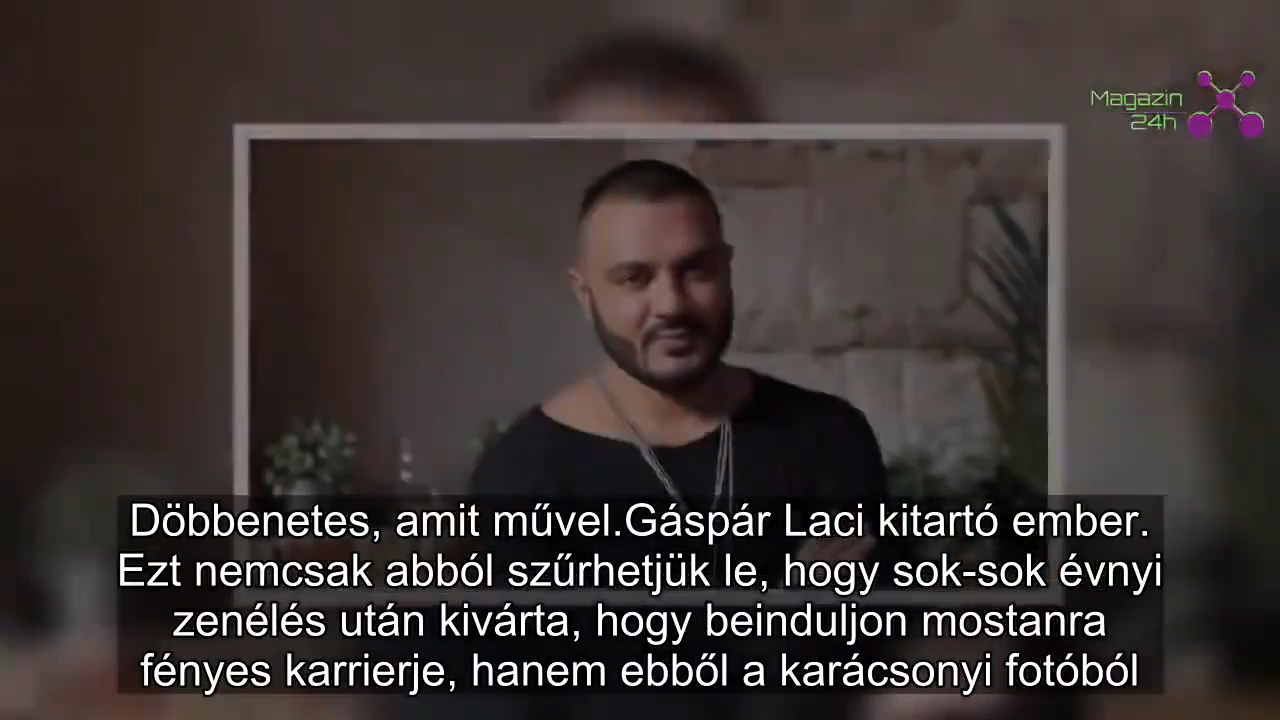 Magazin
24h
Döbbenetes, amit művel.Gáspár Laci kitartó ember.
Ezt nemcsak abból szűrhetjük le, hogy sok-sok évnyi
zenélés után kivárta, hogy beinduljon mostanra
fényes karrierje, hanem ebből a karácsonyi fotóból